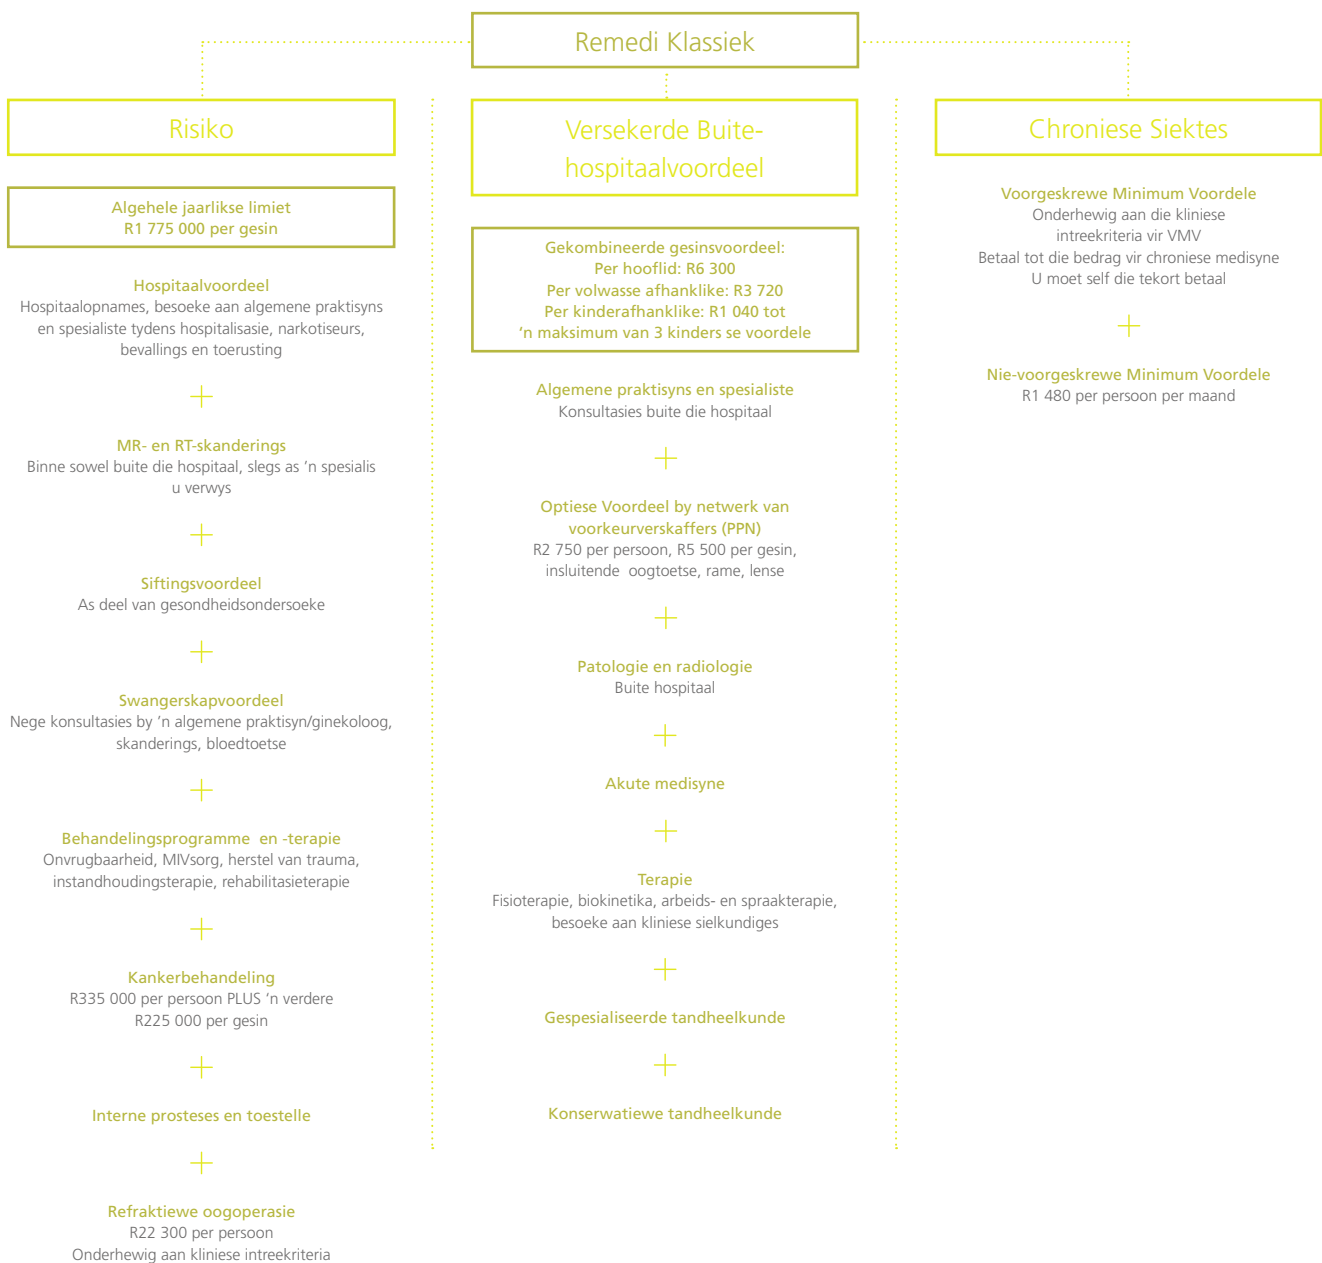 Remedi Klassiek
Risiko
Algehele jaarlikse limiet
R1 775 000 per gesin
Hospitaalvoordeel
Hospitaalopnames, besoeke aan algemene praktisyns
en spesialiste tydens hospitalisasie, narkotiseurs,
bevallings en toerusting
+
MR- en RT-skanderings
Binne sowel buite die hospitaal, slegs as ’n spesialis
u verwys
+
Siftingsvoordeel
As deel van gesondheidsondersoeke
+
Swangerskapvoordeel
Nege konsultasies by ’n algemene praktisyn/ginekoloog,
skanderings, bloedtoetse
+
Behandelingsprogramme en -terapie
Onvrugbaarheid, MIVsorg, herstel van trauma,
instandhoudingsterapie, rehabilitasieterapie
+
Kankerbehandeling
R335 000 per persoon PLUS ’n verdere
R225 000 per gesin
+
Interne prosteses en toestelle
+
Refraktiewe oogoperasie
R22 300 per persoon
Onderhewig aan kliniese intreekriteria
Versekerde Buite-
hospitaalvoordeel
Gekombineerde gesinsvoordeel:
Per hooflid: R6 300
Per volwasse afhanklike: R3 720
Per kinderafhanklike: R1 040 tot
’n maksimum van 3 kinders se voordele
Algemene praktisyns en spesialiste
Konsultasies buite die hospitaal
+
Optiese Voordeel by netwerk van
voorkeurverskaffers (PPN)
R2 750 per persoon, R5 500 per gesin,
insluitende oogtoetse, rame, lense
+
Patologie en radiologie
Buite hospitaal
+
Akute medisyne
+
Terapie
Fisioterapie, biokinetika, arbeids- en spraakterapie,
besoeke aan kliniese sielkundiges
+
Gespesialiseerde tandheelkunde
+
Konserwatiewe tandheelkunde
Chroniese Siektes
Voorgeskrewe Minimum Voordele
Onderhewig aan die kliniese
intreekriteria vir VMV
Betaal tot die bedrag vir chroniese medisyne
U moet self die tekort betaal
+
Nie-voorgeskrewe Minimum Voordele
R1 480 per persoon per maand